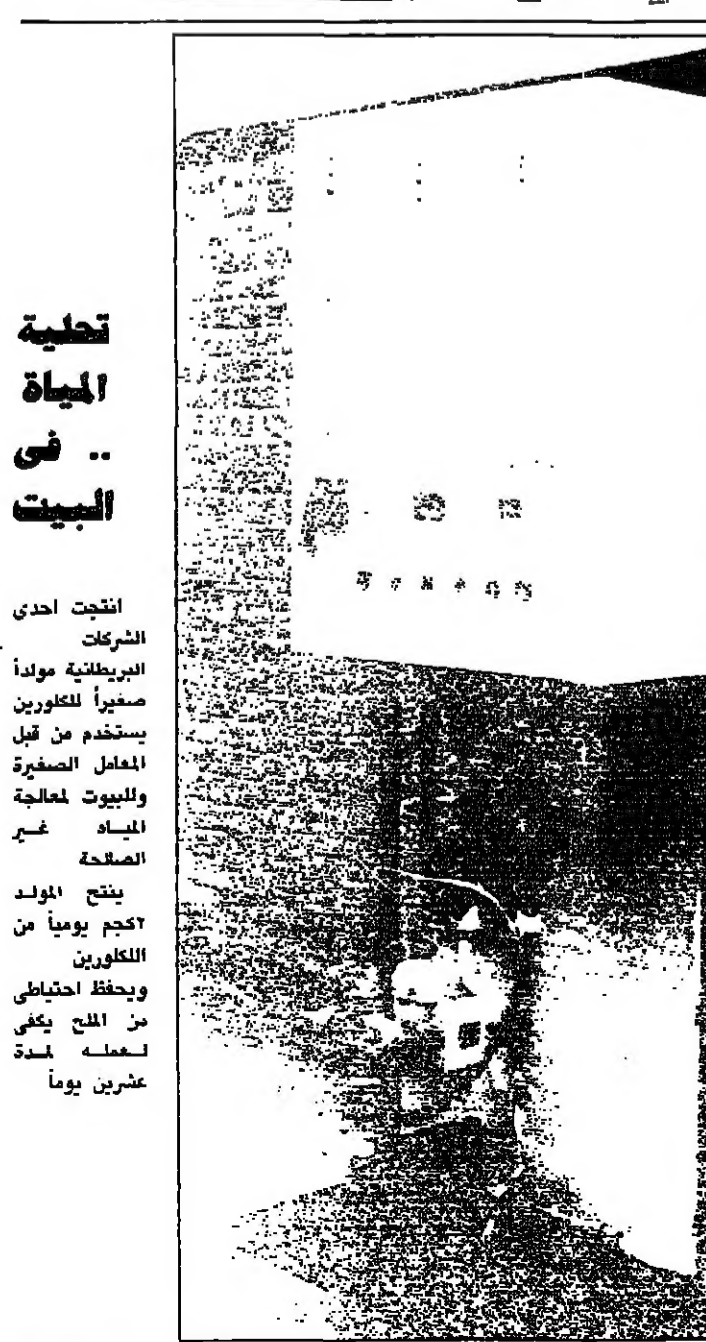 تحلية
المياة
.. فى
البيت
انتجت احدى
الشركات
البريطانية مولداً
صغيراً للكلورين
يستخدم من قبل
المعامل الصغيرة
وللبيوت لمعالجة
المياه غير
الصالحة
ينتج المولد
٢كجم يومياً من
اللكلورين
ويحفظ احتياطى
من الملح يكفى
لعمله لمدة
عشرين يوماً